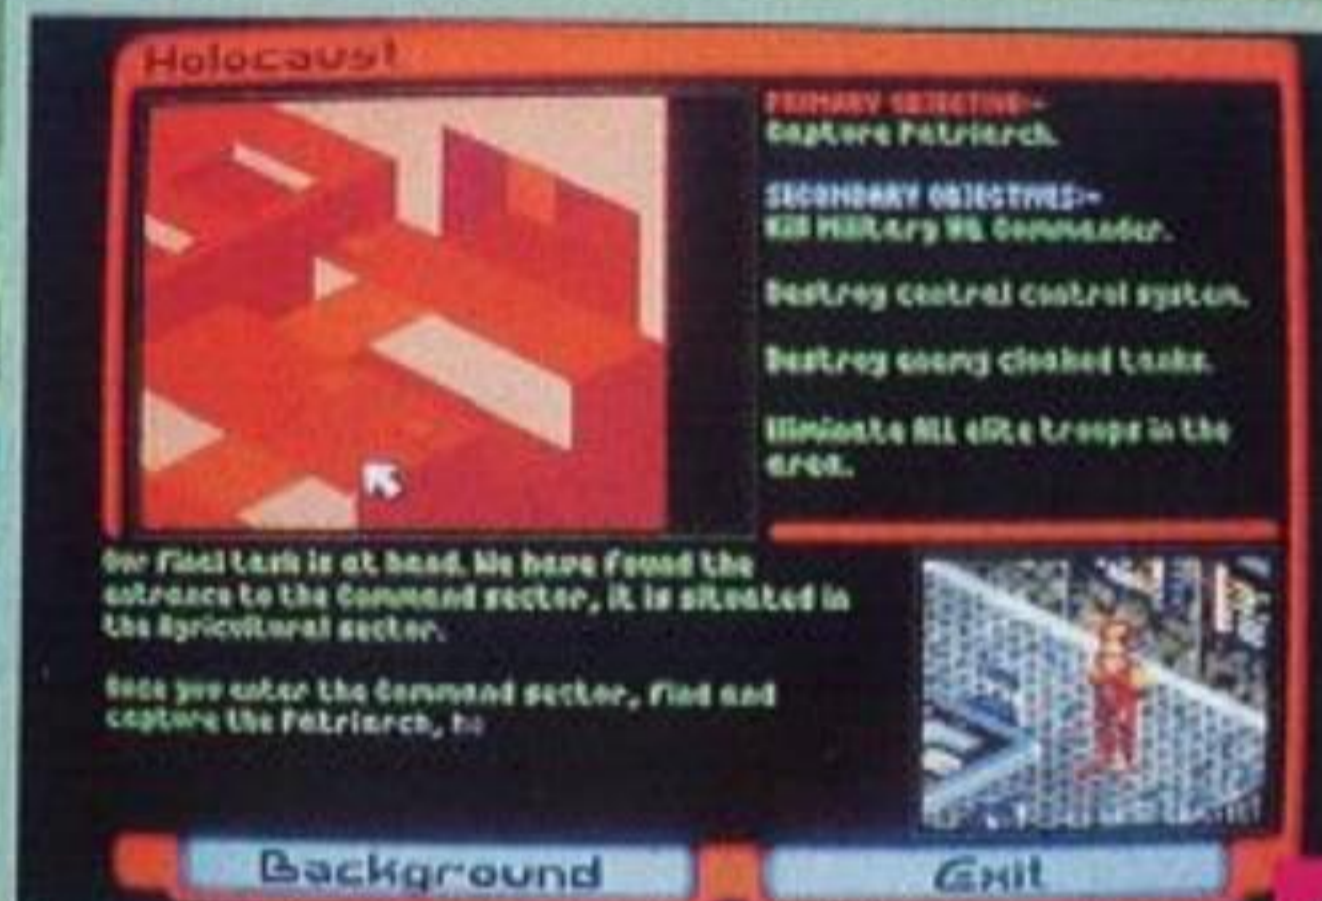 Holocaust
PRIMARY OBJECTIVE:-
Capture Patriarch.
SECONDARY OBJECTIVES:-
Kill Military HQ Commander.
Destroy central control system.
Destroy enemy cloaked tanks.
Eliminate ALL elite troops in the
area.
Our final task is at hand. We have found the
entrance to the Command sector, it is situated in
the Agricultural sector.
Once you enter the Command sector, find and
capture the Patriarch, he
Background
Exit